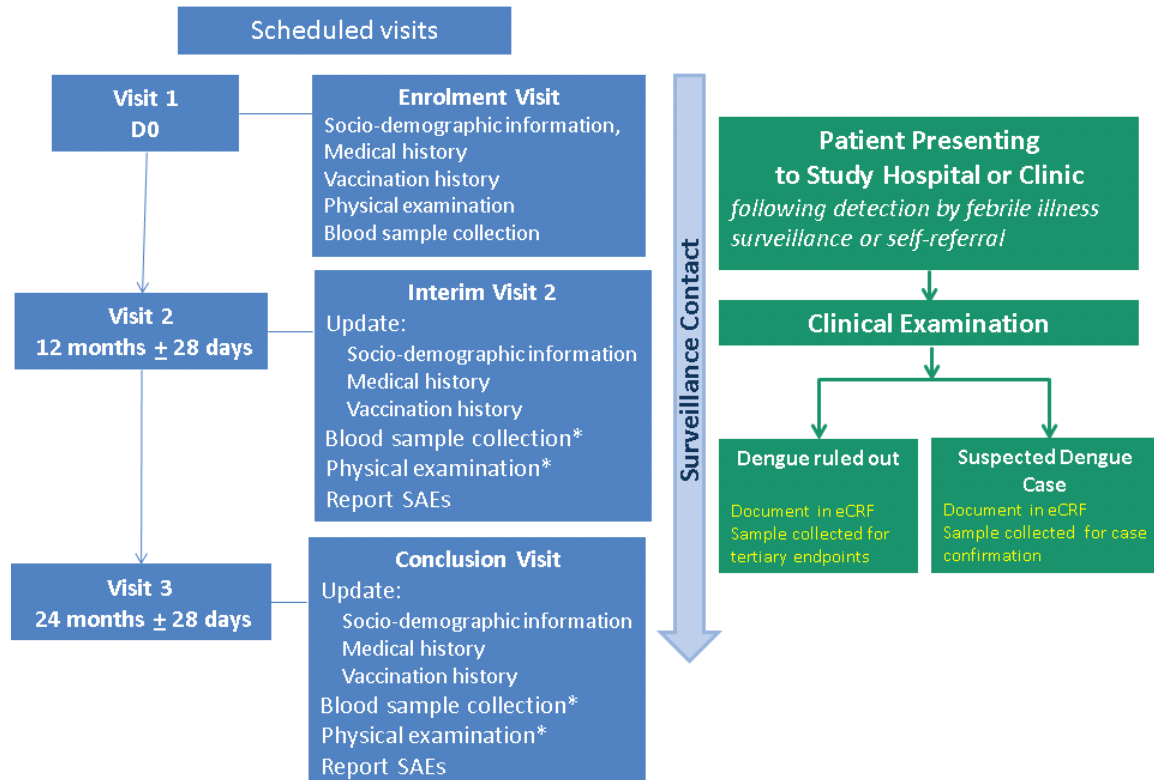 Scheduled visits
Visit 1
D0
Enrolment Visit
Socio-demographic information,
Medical history
Vaccination history
Physical examination
Blood sample collection
Visit 2
12 months ± 28 days
Interim Visit 2
Update:
Socio-demographic information
Medical history
Vaccination history
Blood sample collection*
Physical examination*
Report SAEs
Visit 3
24 months ± 28 days
Conclusion Visit
Update:
Socio-demographic information
Medical history
Vaccination history
Blood sample collection*
Physical examination*
Report SAEs
Surveillance Contact
Patient Presenting
to Study Hospital or Clinic
following detection by febrile illness
surveillance or self-referral
Clinical Examination
Dengue ruled out
Document in eCRF
Sample collected for
tertiary endpoints
Suspected Dengue
Case
Document in eCRF
Sample collected for case
confirmation